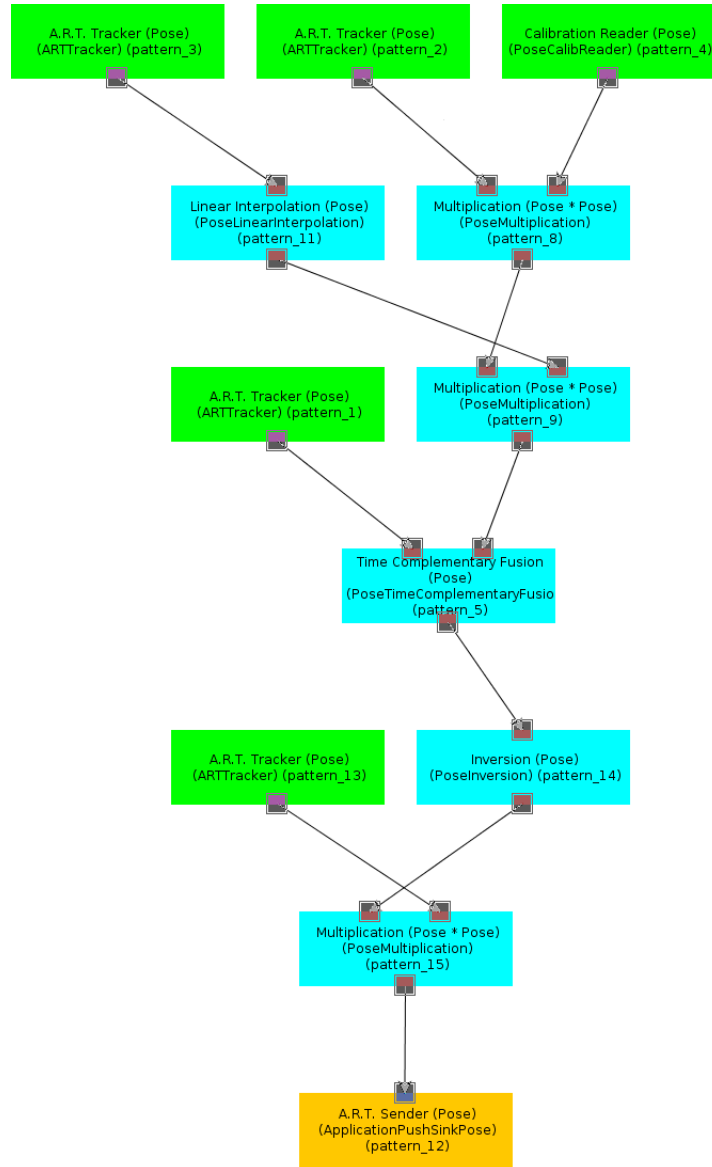 A.R.T. Tracker (Pose)
(ARTTracker) (pattern_3)
A.R.T. Tracker (Pose)
(ARTTracker) (pattern_2)
Calibration Reader (Pose)
(PoseCalibReader) (pattern_4)
Linear Interpolation (Pose)
(PoseLinearInterpolation)
(pattern_11)
Multiplication (Pose * Pose)
(PoseMultiplication)
(pattern_8)
A.R.T. Tracker (Pose)
(ARTTracker) (pattern_1)
Multiplication (Pose * Pose)
(PoseMultiplication)
(pattern_9)
Time Complementary Fusion
(Pose)
(PoseTimeComplementaryFusio
(pattern_5)
A.R.T. Tracker (Pose)
(ARTTracker) (pattern_13)
Inversion (Pose)
(PoseInversion) (pattern_14)
Multiplication (Pose * Pose)
(PoseMultiplication)
(pattern_15)
A.R.T. Sender (Pose)
(ApplicationPushSinkPose)
(pattern_12)